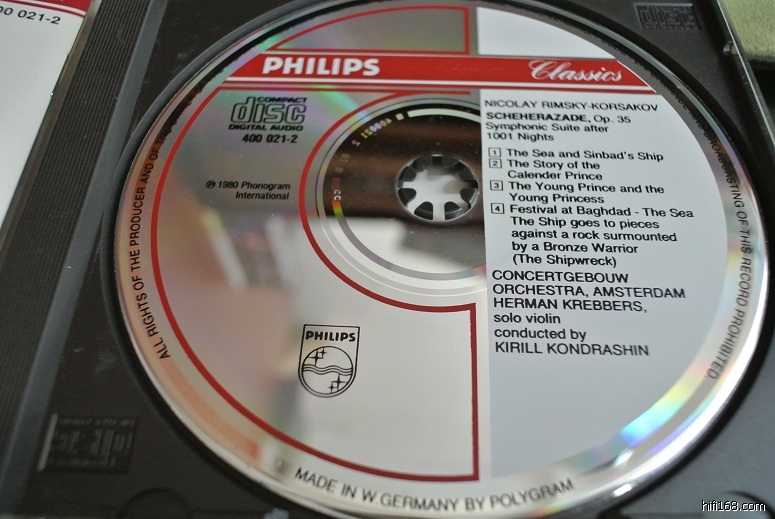 00 021-2
PHILIPS
Classics
COMPACT
disc
DIGITAL AUDIO
400 021-2
℗ 1980 Phonogram
International
NICOLAY RIMSKY-KORSAKOV
SCHEHERAZADE, Op. 35
Symphonic Suite after
1001 Nights
1 The Sea and Sinbad's Ship
2 The Story of the
Calender Prince
3 The Young Prince and the
Young Princess
4 Festival at Baghdad - The Sea
The Ship goes to pieces
against a rock surmounted
by a Bronze Warrior
(The Shipwreck)
CONCERTGEBOUW
ORCHESTRA, AMSTERDAM
HERMAN KREBBERS,
solo violin
conducted by
KIRILL KONDRASHIN
PHILIPS
ALL RIGHTS OF THE PRODUCER AND OF
BROADCASTING OF THIS RECORD PROHIBITED
MADE IN W GERMANY BY POLYGRAM
hifi168.com